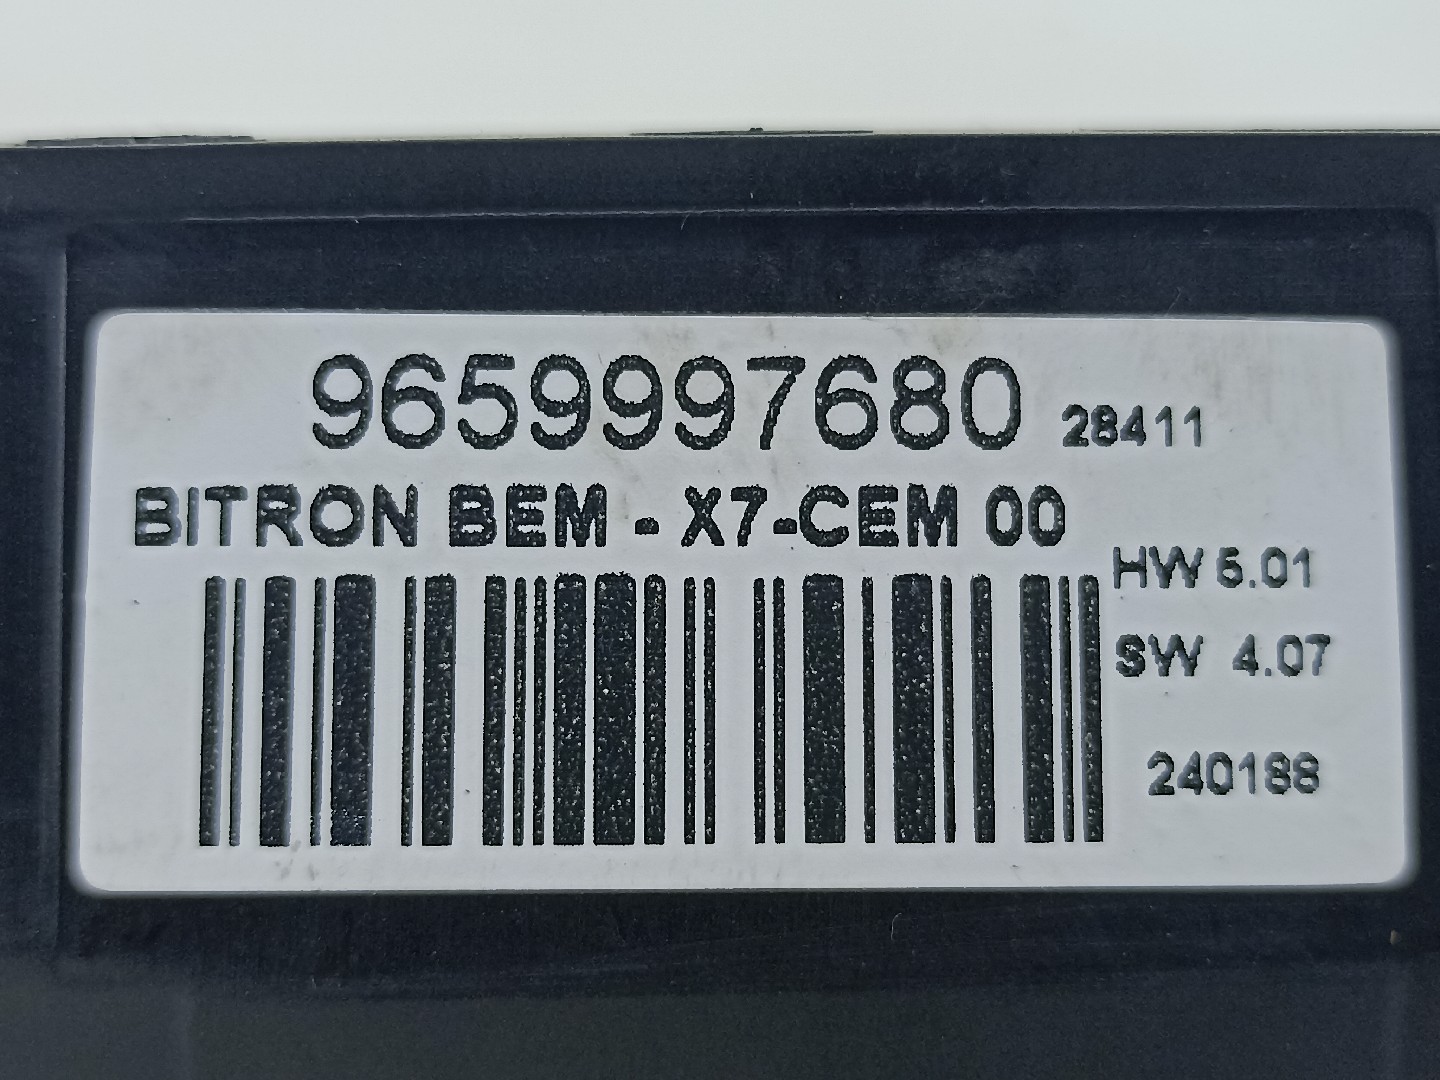 9659997680 28411
BITRON BEM - X7-CEM 00
HW 5.01
SW 4.07
240188